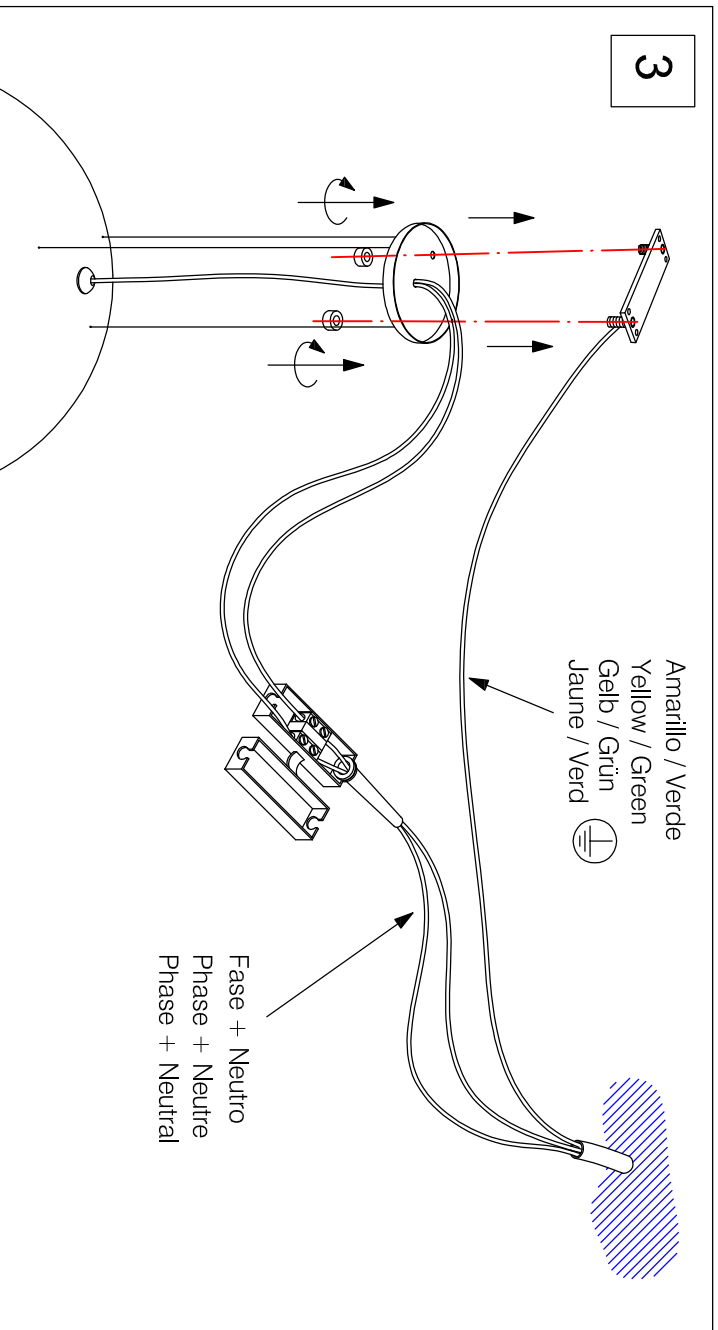 3
Amarillo / Verde
Yellow / Green
Gelb / Grün
Jaune / Verd
Fase + Neutro
Phase + Neutre
Phase + Neutral